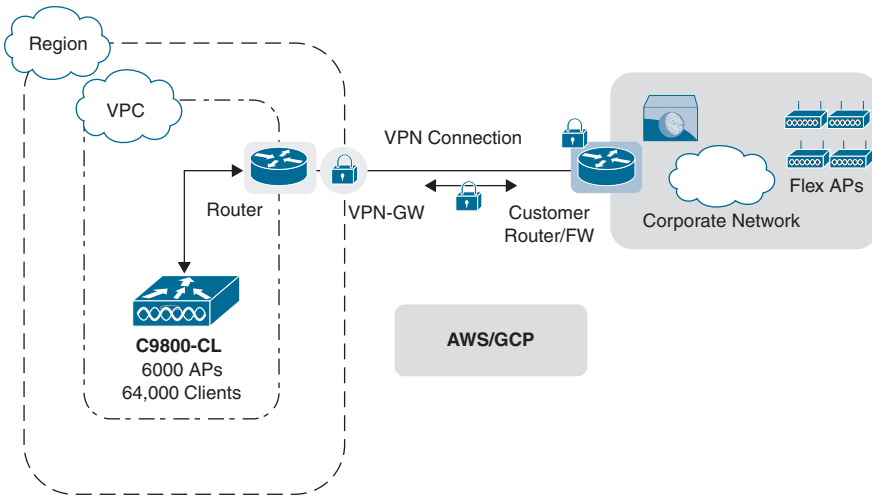 Region
VPC
Router
VPN-GW
VPN Connection
Customer
Router/FW
Corporate Network
Flex APs
C9800-CL
6000 APs
64,000 Clients
AWS/GCP